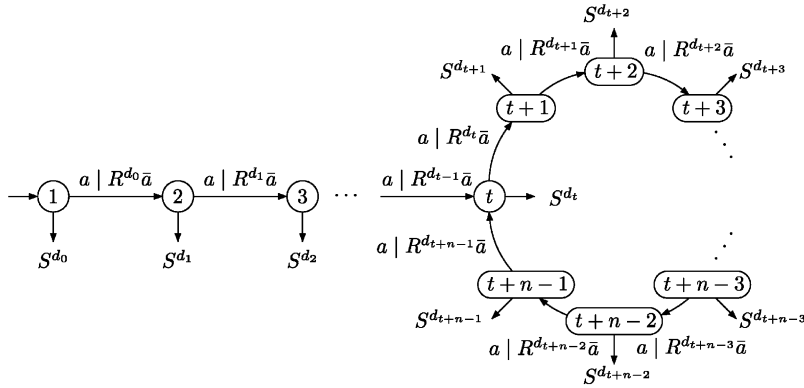 S^{d_{t+2}}
a | R^{d_{t+1}}ā
a | R^{d_{t+2}}ā
S^{d_{t+1}}
t + 2
S^{d_{t+3}}
t + 1
t + 3
a | R^{d_t}ā
a | R^{d_0}ā
a | R^{d_1}ā
a | R^{d_{t-1}}ā
1
2
3
...
t
S^{d_t}
S^{d_0}
S^{d_1}
S^{d_2}
a | R^{d_{t+n-1}}ā
t + n − 1
t + n − 3
S^{d_{t+n-1}}
t + n − 2
S^{d_{t+n-3}}
a | R^{d_{t+n-2}}ā
a | R^{d_{t+n-3}}ā
S^{d_{t+n-2}}